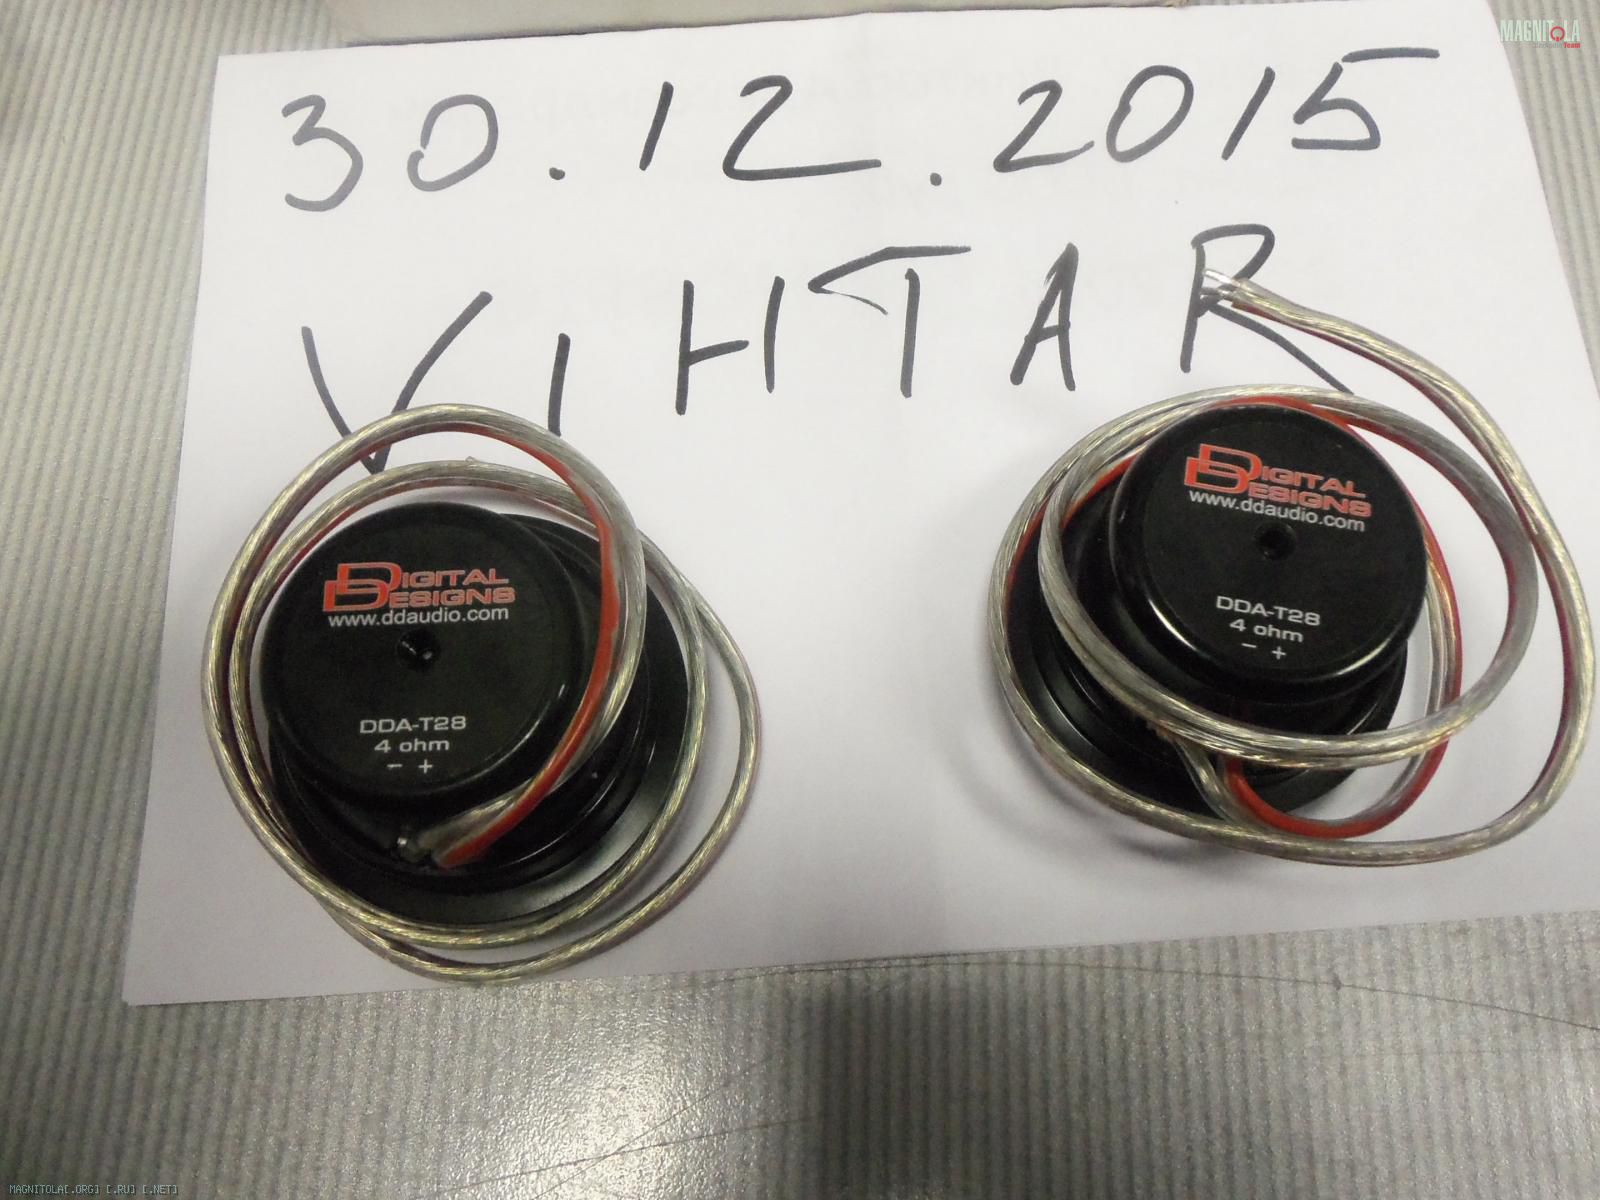 MAGNITOLA
Team
30.12.2015
VIHTAR
DIGITAL
DESIGNS
www.ddaudio.com
DDA-T28
4 ohm
- +
DIGITAL
DESIGNS
www.ddaudio.com
DDA-T28
4 ohm
- +
MAGNITOLA[.ORG] [.RU] [.NET]